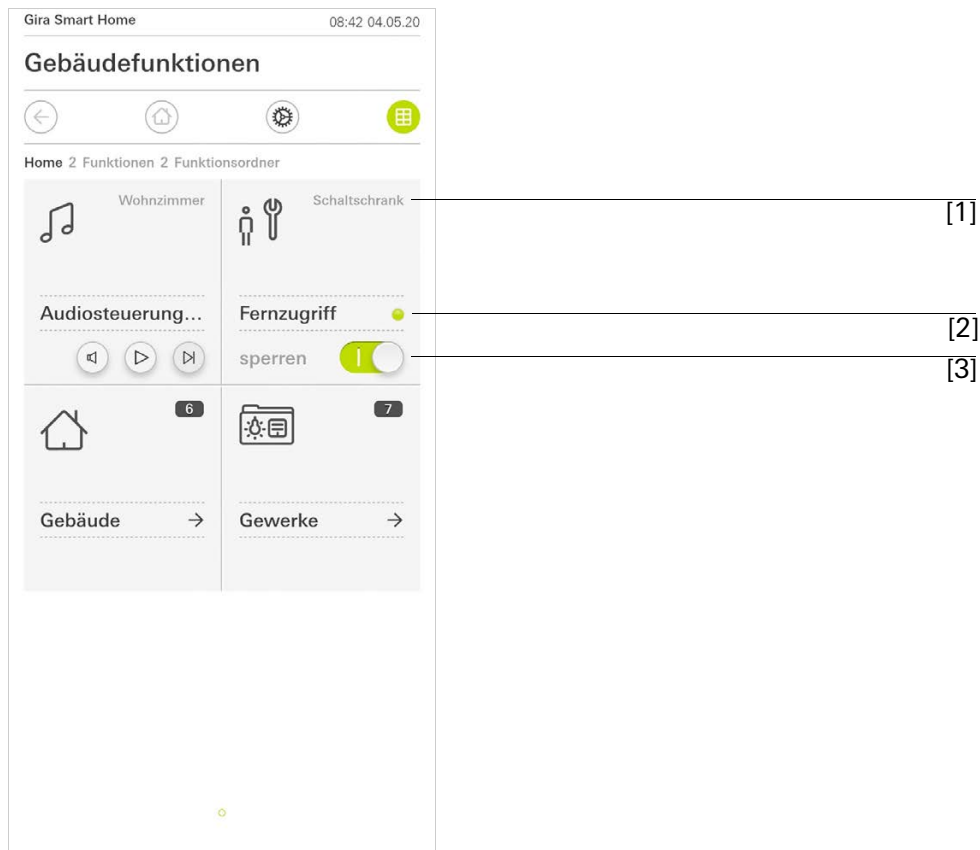 Gira Smart Home 08:42 04.05.20
Gebäudefunktionen
Home 2 Funktionen 2 Funktionsordner
Wohnzimmer
Schaltschrank
[1]
Audiosteuerung...
Fernzugriff
[2]
sperren
[3]
6
7
Gebäude
Gewerke